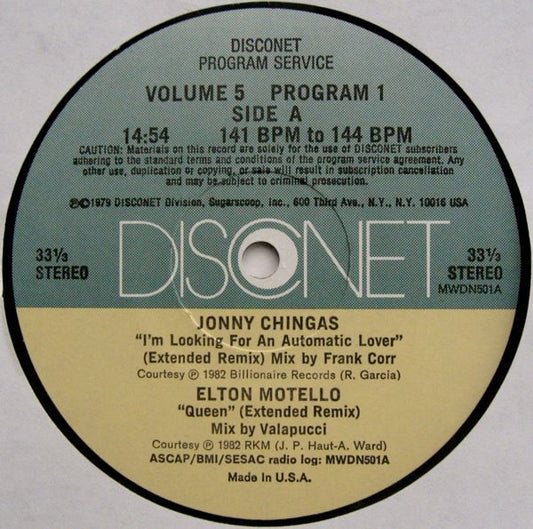 DISCONET
PROGRAM SERVICE
VOLUME 5 PROGRAM 1
SIDE A
14:54 141 BPM to 144 BPM
CAUTION: Materials on this record are solely for the use of DISCONET subscribers
adhering to the standard terms and conditions of the program service agreement. Any
other use, duplication or copying, or sale will result in subscription cancellation
and may be subject to criminal prosecution.
℗©1979 DISCONET Division, Sugarscoop, Inc., 600 Third Ave., N.Y., N.Y. 10016 USA
DISCONET
33⅓
STEREO
33⅓
STEREO
MWDN501A
JONNY CHINGAS
“I’m Looking For An Automatic Lover”
(Extended Remix) Mix by Frank Corr
Courtesy ℗ 1982 Billionaire Records (R. Garcia)
ELTON MOTELLO
“Queen” (Extended Remix)
Mix by Valapucci
Courtesy ℗ 1982 RKM (J. P. Haut-A. Ward)
ASCAP/BMI/SESAC radio log: MWDN501A
Made In U.S.A.